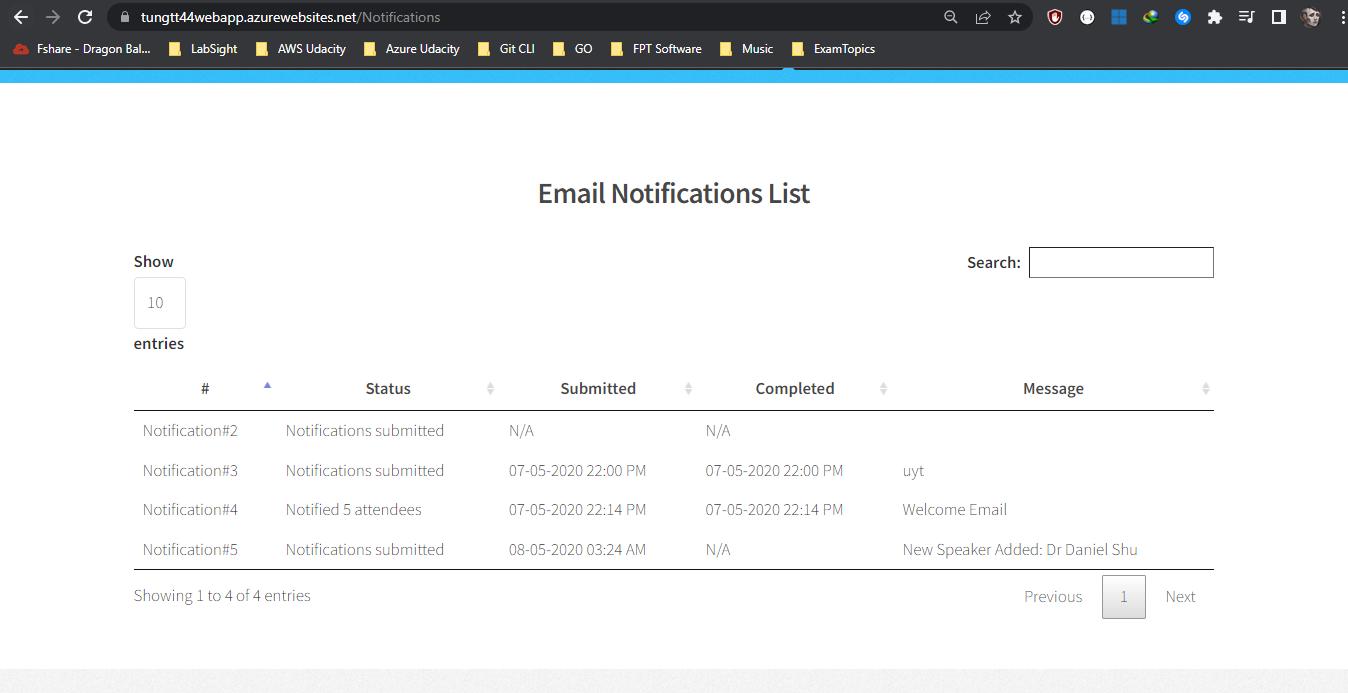 tungtt44webapp.azurewebsites.net/Notifications
Fshare - Dragon Bal... LabSight AWS Udacity Azure Udacity Git CLI GO FPT Software Music ExamTopics
Email Notifications List
Show
Search:
10
entries
# Status Submitted Completed Message
Notification#2 Notifications submitted N/A N/A
Notification#3 Notifications submitted 07-05-2020 22:00 PM 07-05-2020 22:00 PM uyt
Notification#4 Notified 5 attendees 07-05-2020 22:14 PM 07-05-2020 22:14 PM Welcome Email
Notification#5 Notifications submitted 08-05-2020 03:24 AM N/A New Speaker Added: Dr Daniel Shu
Showing 1 to 4 of 4 entries Previous 1 Next